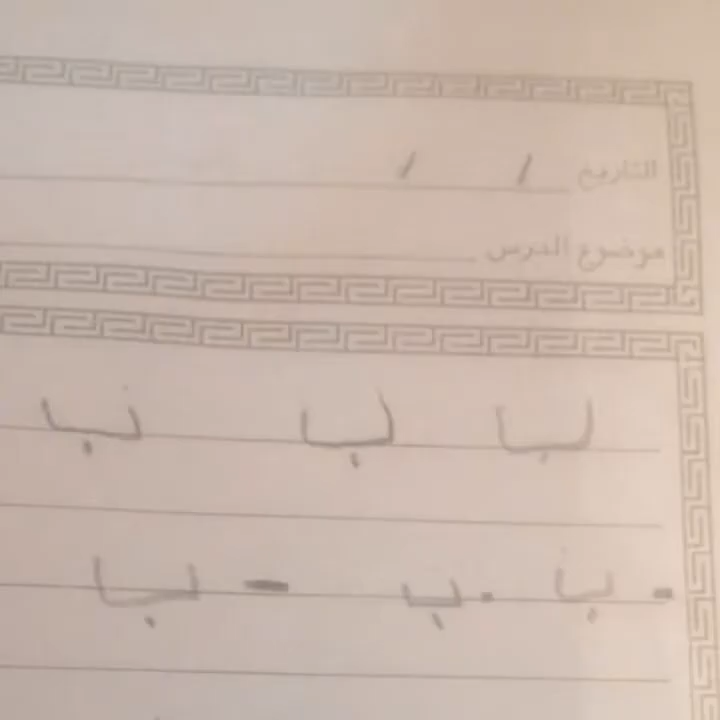 التاريخ / /
موضوع الدرس
ب ب ب
- ب - ب - ب